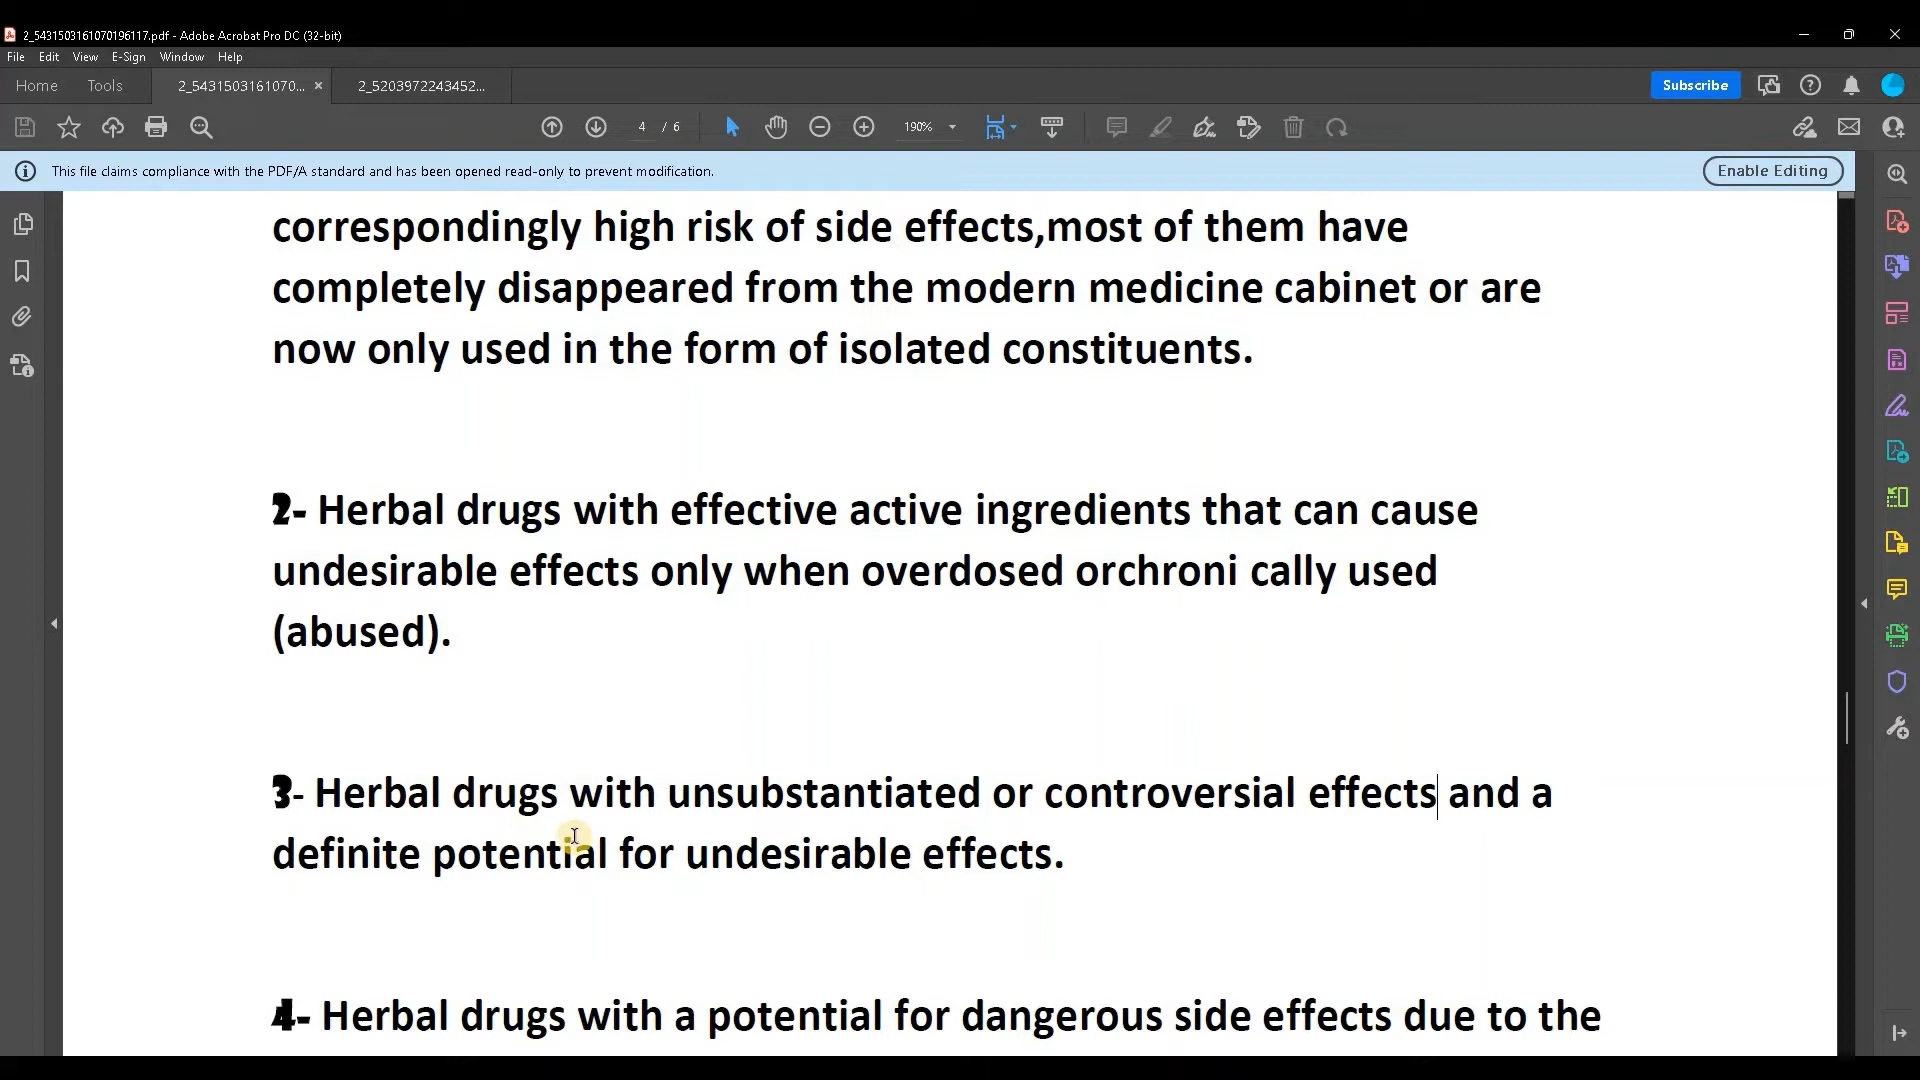 2_5431503161070196117.pdf - Adobe Acrobat Pro DC (32-bit)
File Edit View E-Sign Window Help
Home Tools 2_5431503161070... × 2_5203972243452... Subscribe
4 / 6 190%
This file claims compliance with the PDF/A standard and has been opened read-only to prevent modification. Enable Editing
correspondingly high risk of side effects,most of them have
completely disappeared from the modern medicine cabinet or are
now only used in the form of isolated constituents.
2- Herbal drugs with effective active ingredients that can cause
undesirable effects only when overdosed orchroni cally used
(abused).
3- Herbal drugs with unsubstantiated or controversial effects and a
definite potential for undesirable effects.
4- Herbal drugs with a potential for dangerous side effects due to the